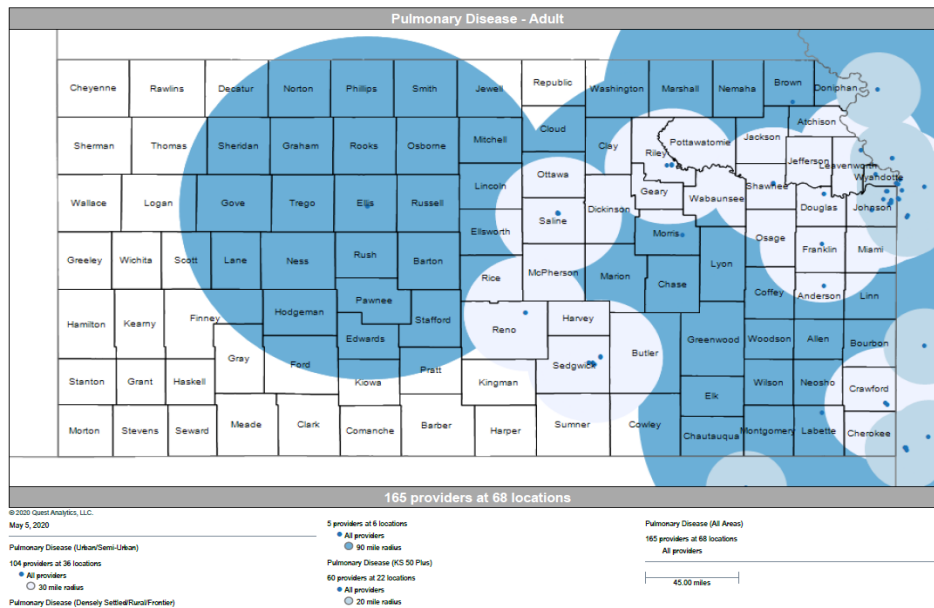 Pulmonary Disease - Adult
Cheyenne
Rawlins
Decatur
Norton
Phillips
Smith
Jewell
Republic
Washington
Marshall
Nemaha
Brown
Doniphan
Sherman
Thomas
Sheridan
Graham
Rooks
Osborne
Mitchell
Cloud
Clay
Riley
Pottawatomie
Jackson
Atchison
Jefferson
Leavenworth
Wyandotte
Wallace
Logan
Gove
Trego
Ellis
Russell
Lincoln
Ottawa
Saline
Dickinson
Geary
Wabaunsee
Shawnee
Douglas
Johnson
Greeley
Wichita
Scott
Lane
Ness
Rush
Barton
Ellsworth
Rice
McPherson
Marion
Morris
Chase
Lyon
Osage
Franklin
Miami
Hamilton
Kearny
Finney
Hodgeman
Pawnee
Edwards
Stafford
Reno
Harvey
Sedgwick
Butler
Greenwood
Coffey
Anderson
Linn
Woodson
Allen
Bourbon
Stanton
Grant
Haskell
Gray
Ford
Kiowa
Pratt
Kingman
Elk
Wilson
Neosho
Crawford
Morton
Stevens
Seward
Meade
Clark
Comanche
Barber
Harper
Sumner
Cowley
Chautauqua
Montgomery
Labette
Cherokee
165 providers at 68 locations
© 2020 Quest Analytics, LLC.
May 5, 2020
Pulmonary Disease (Urban/Semi-Urban)
104 providers at 36 locations
All providers
30 mile radius
Pulmonary Disease (Densely Settled/Rural/Frontier)
5 providers at 6 locations
All providers
90 mile radius
Pulmonary Disease (KS 50 Plus)
60 providers at 22 locations
All providers
20 mile radius
Pulmonary Disease (All Areas)
165 providers at 68 locations
All providers
45.00 miles